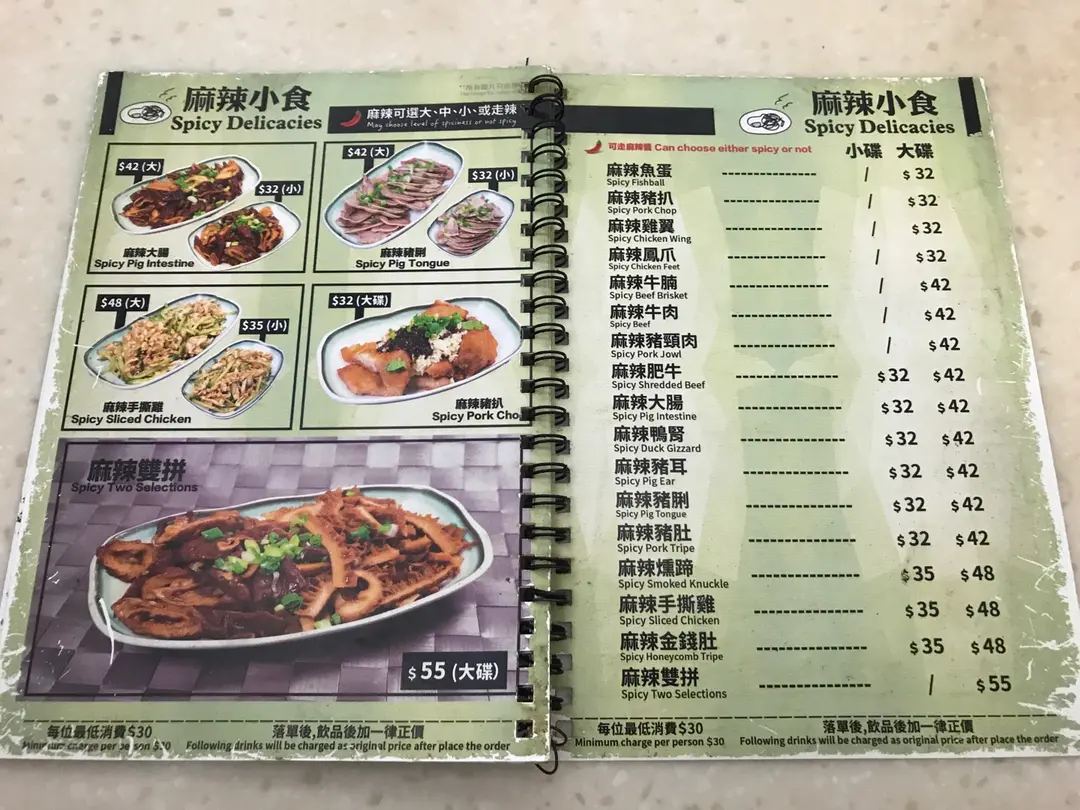 麻辣小食
Spicy Delicacies
麻辣可選大、中、小、或走辣
May choose level of spiciness or not spicy
$42 (大)
$32 (小)
麻辣大腸
Spicy Pig Intestine
$42 (大)
$32 (小)
麻辣豬脷
Spicy Pig Tongue
$48 (大)
$35 (小)
麻辣手撕雞
Spicy Sliced Chicken
$32 (大碟)
麻辣豬扒
Spicy Pork Chop
麻辣雙拼
Spicy Two Selections
$55 (大碟)
每位最低消費$30 落單後,飲品後加一律正價
Minimum charge per person $30 Following drinks will be charged as original price after place the order
麻辣小食
Spicy Delicacies
可走麻辣醬 Can choose either spicy or not 小碟 大碟
麻辣魚蛋 / $32
Spicy Fishball
麻辣豬扒 / $32
Spicy Pork Chop
麻辣雞翼 / $32
Spicy Chicken Wing
麻辣鳳爪 / $32
Spicy Chicken Feet
麻辣牛腩 / $42
Spicy Beef Brisket
麻辣牛肉 / $42
Spicy Beef
麻辣豬頸肉 / $42
Spicy Pork Jowl
麻辣肥牛 $32 $42
Spicy Shredded Beef
麻辣大腸 $32 $42
Spicy Pig Intestine
麻辣鴨腎 $32 $42
Spicy Duck Gizzard
麻辣豬耳 $32 $42
Spicy Pig Ear
麻辣豬脷 $32 $42
Spicy Pig Tongue
麻辣豬肚 $32 $42
Spicy Pork Tripe
麻辣燻蹄 $35 $48
Spicy Smoked Knuckle
麻辣手撕雞 $35 $48
Spicy Sliced Chicken
麻辣金錢肚 $35 $48
Spicy Honeycomb Tripe
麻辣雙拼 / $55
Spicy Two Selections
每位最低消費$30 落單後,飲品後加一律正價
Minimum charge per person $30 Following drinks will be charged as original price after place the order